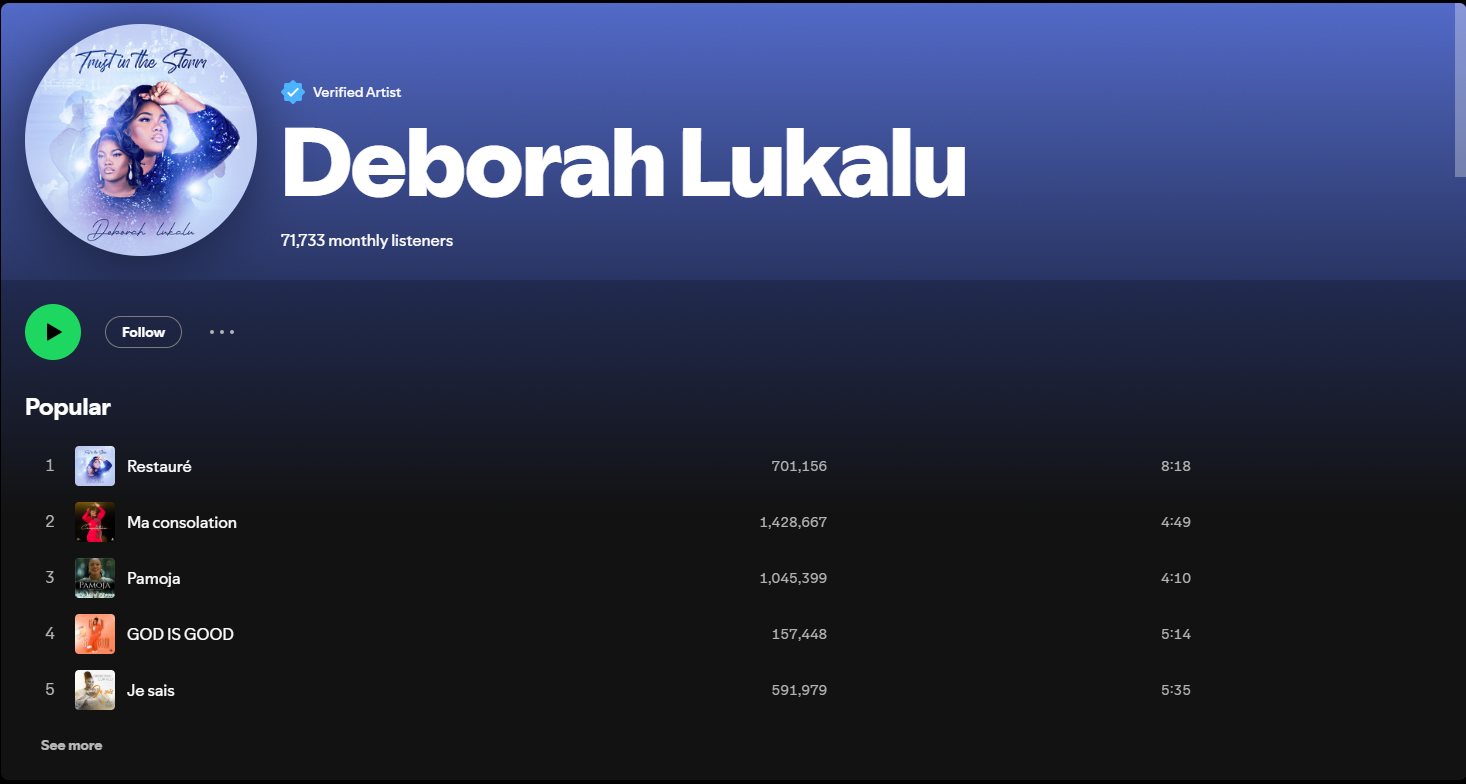 Trust in the Storm
Deborah lukalu
Verified Artist
Deborah Lukalu
71,733 monthly listeners
Follow
Popular
1 Restauré 701,156 8:18
2 Ma consolation 1,428,667 4:49
3 Pamoja 1,045,399 4:10
PAMOJA
4 GOD IS GOOD 157,448 5:14
5 Je sais 591,979 5:35
See more